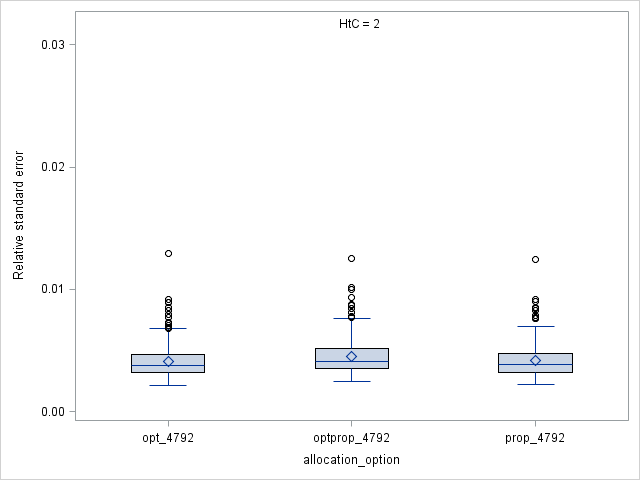 HtC = 2
0.03
0.02
0.01
0.00
Relative standard error
opt_4792
optprop_4792
prop_4792
allocation_option